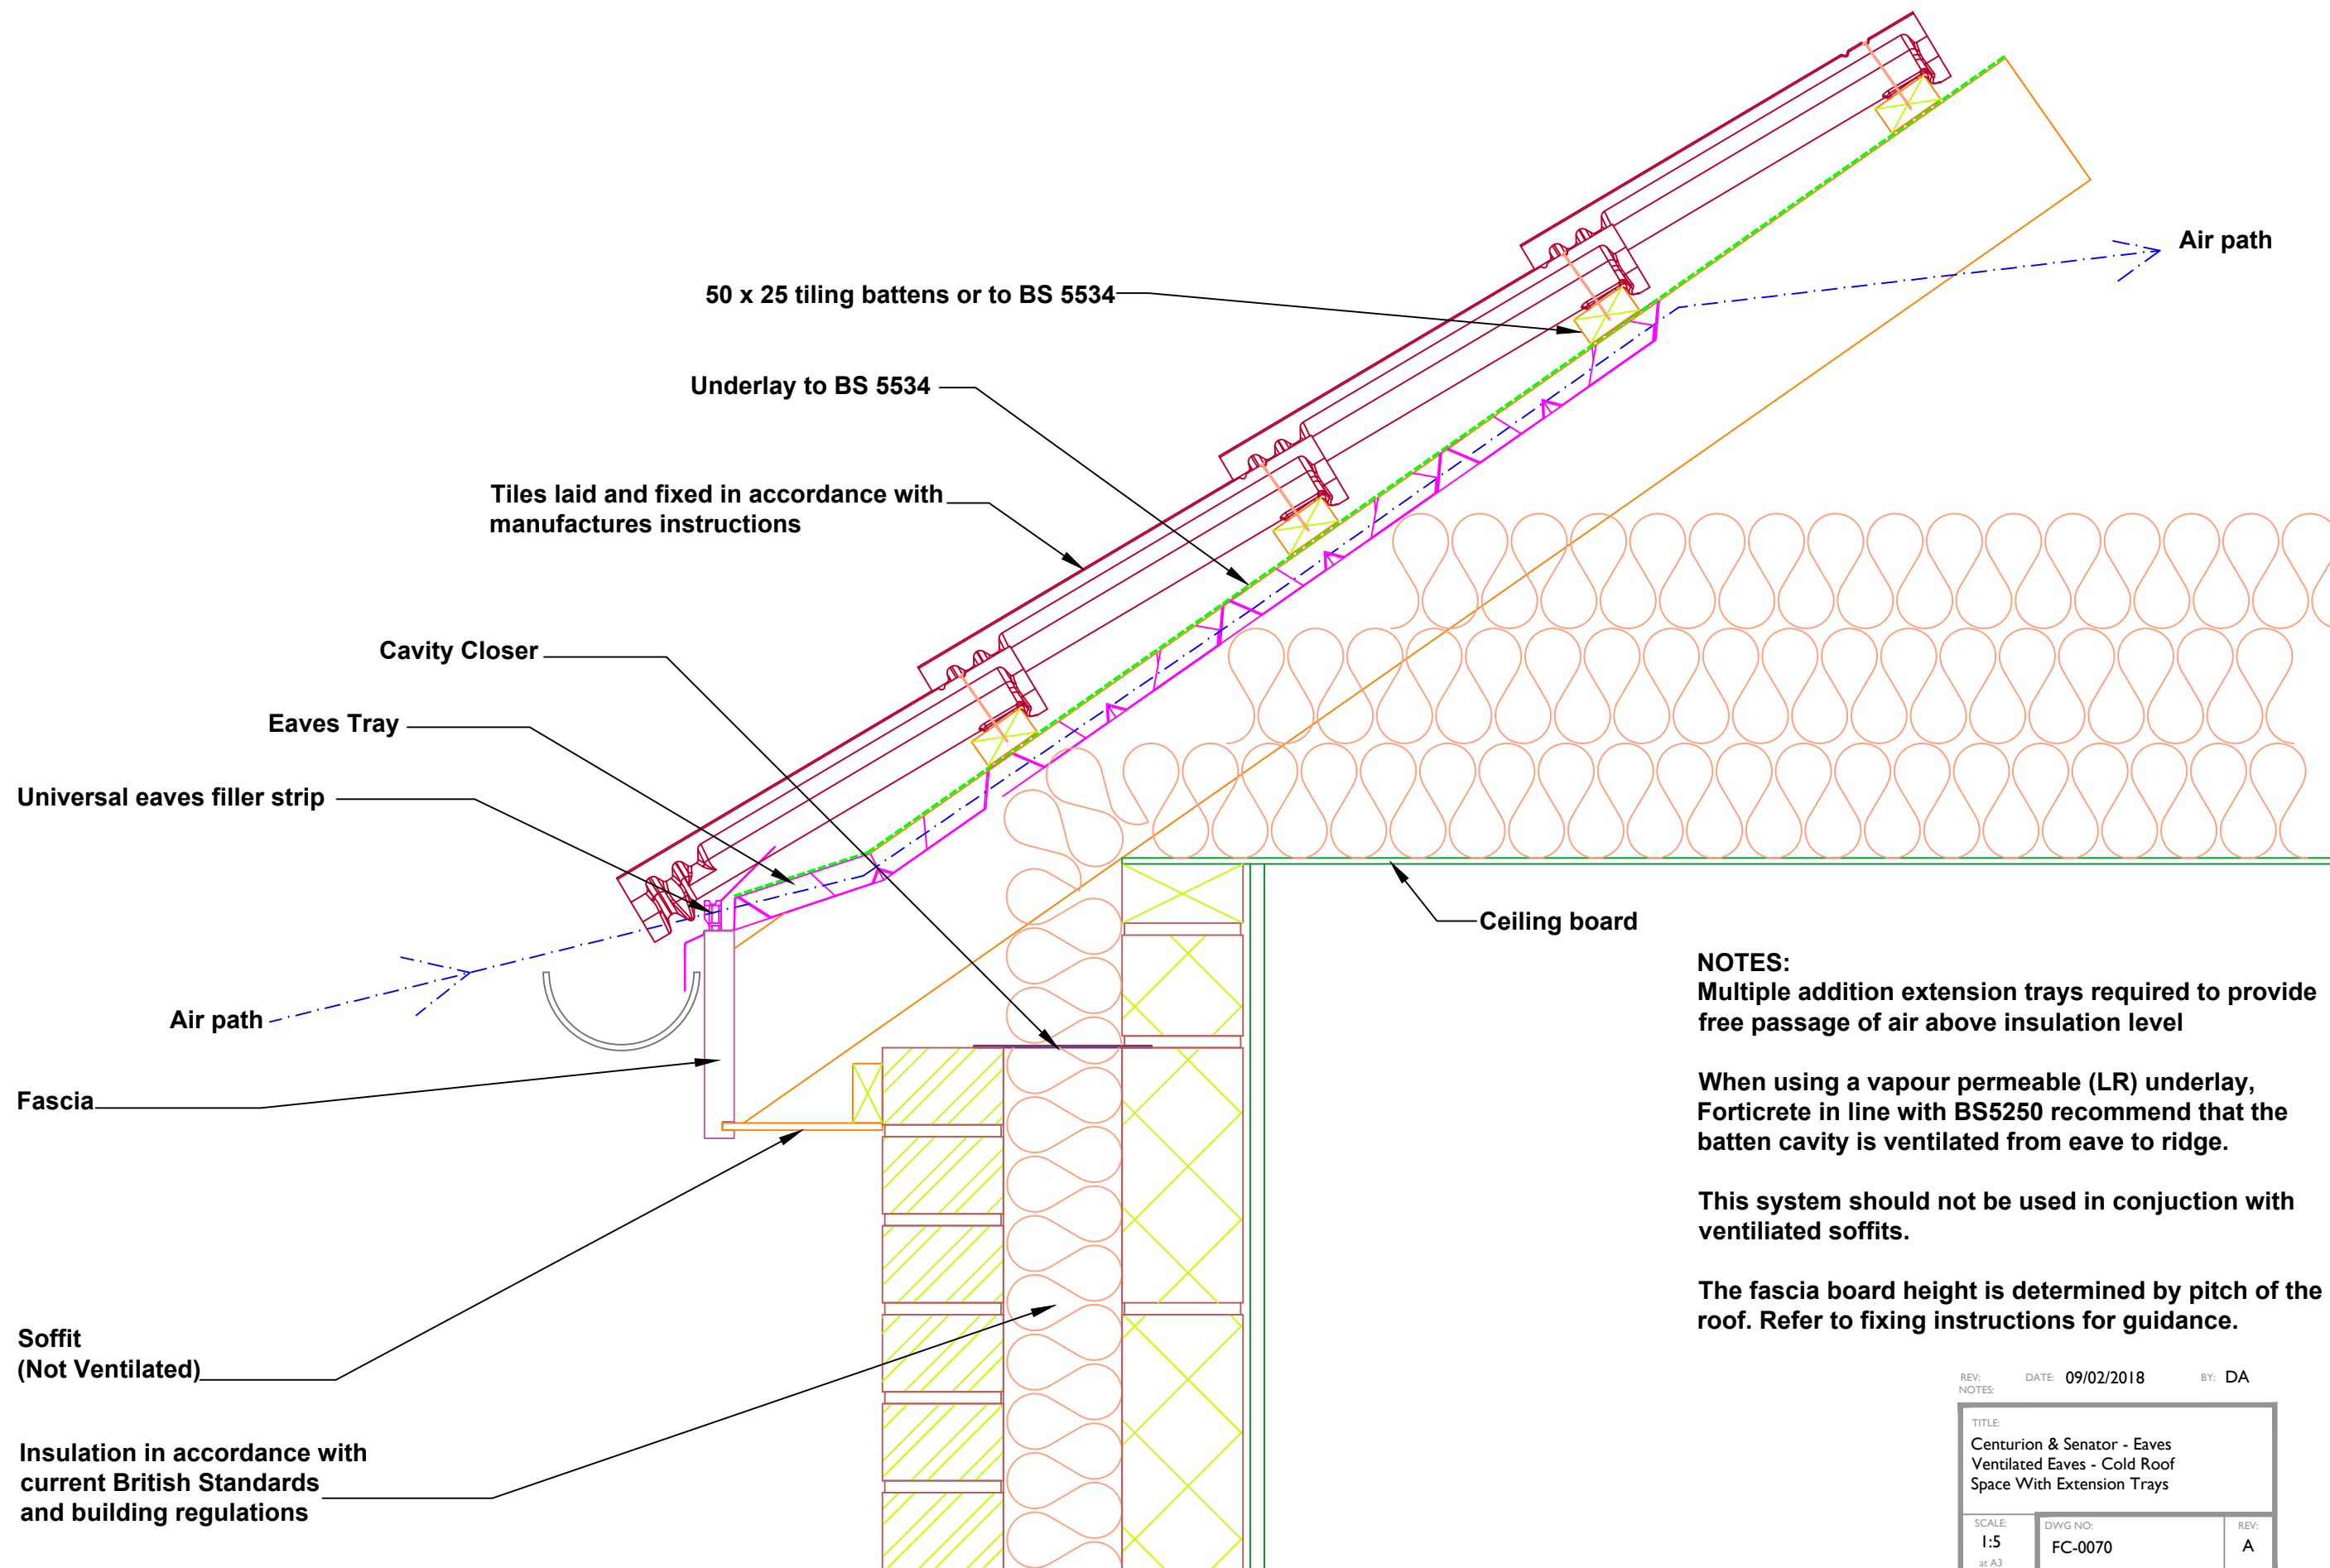 Air path
50 x 25 tiling battens or to BS 5534
Underlay to BS 5534
Tiles laid and fixed in accordance with
manufactures instructions
Cavity Closer
Eaves Tray
Universal eaves filler strip
Ceiling board
Air path
Fascia
Soffit
(Not Ventilated)
Insulation in accordance with
current British Standards
and building regulations
NOTES:
Multiple addition extension trays required to provide
free passage of air above insulation level
When using a vapour permeable (LR) underlay,
Forticrete in line with BS5250 recommend that the
batten cavity is ventilated from eave to ridge.
This system should not be used in conjuction with
ventiliated soffits.
The fascia board height is determined by pitch of the
roof. Refer to fixing instructions for guidance.
REV: DATE: 09/02/2018 BY: DA
NOTES:
TITLE:
Centurion & Senator - Eaves
Ventilated Eaves - Cold Roof
Space With Extension Trays
SCALE: DWG NO: REV:
1:5 FC-0070 A
at A3